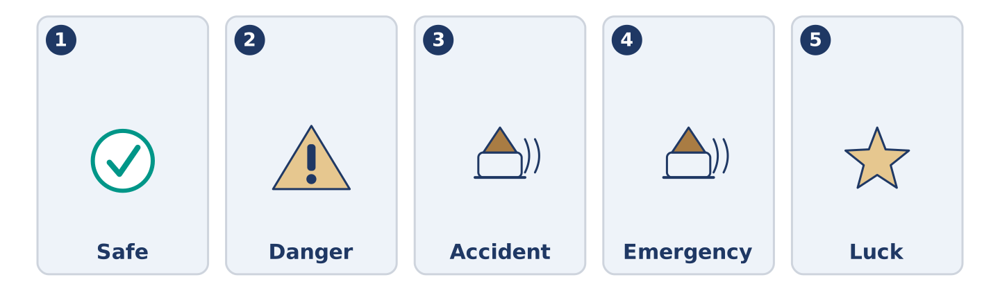 1
2
3
4
5
Safe
Danger
Accident
Emergency
Luck